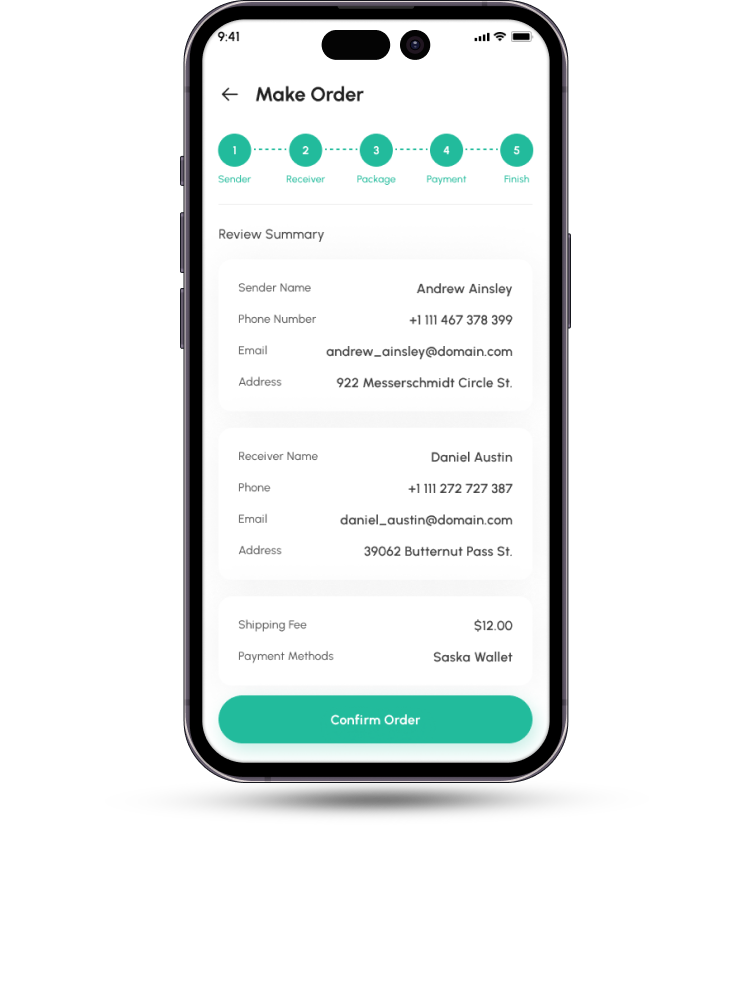 9:41
Make Order
1 2 3 4 5
Sender Receiver Package Payment Finish
Review Summary
Sender Name Andrew Ainsley
Phone Number +1 111 467 378 399
Email andrew_ainsley@domain.com
Address 922 Messerschmidt Circle St.
Receiver Name Daniel Austin
Phone +1 111 272 727 387
Email daniel_austin@domain.com
Address 39062 Butternut Pass St.
Shipping Fee $12.00
Payment Methods Saska Wallet
Confirm Order